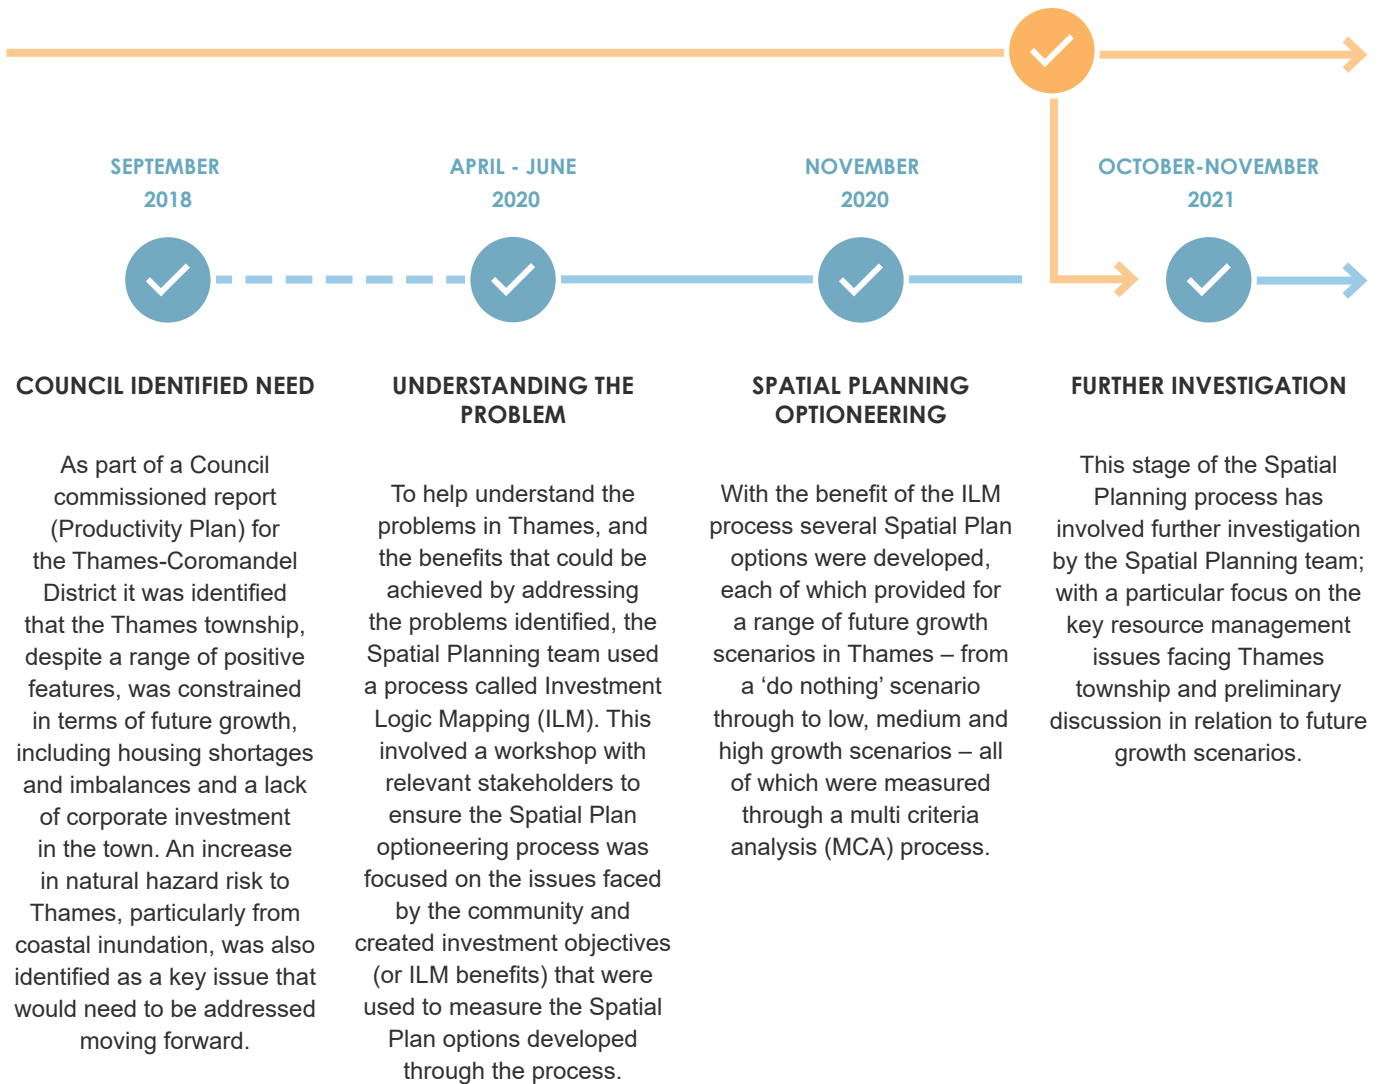 SEPTEMBER
2018
COUNCIL IDENTIFIED NEED
As part of a Council
commissioned report
(Productivity Plan) for
the Thames-Coromandel
District it was identified
that the Thames township,
despite a range of positive
features, was constrained
in terms of future growth,
including housing shortages
and imbalances and a lack
of corporate investment
in the town. An increase
in natural hazard risk to
Thames, particularly from
coastal inundation, was also
identified as a key issue that
would need to be addressed
moving forward.
APRIL - JUNE
2020
UNDERSTANDING THE
PROBLEM
To help understand the
problems in Thames, and
the benefits that could be
achieved by addressing
the problems identified, the
Spatial Planning team used
a process called Investment
Logic Mapping (ILM). This
involved a workshop with
relevant stakeholders to
ensure the Spatial Plan
optioneering process was
focused on the issues faced
by the community and
created investment objectives
(or ILM benefits) that were
used to measure the Spatial
Plan options developed
through the process.
NOVEMBER
2020
SPATIAL PLANNING
OPTIONEERING
With the benefit of the ILM
process several Spatial Plan
options were developed,
each of which provided for
a range of future growth
scenarios in Thames – from
a ‘do nothing’ scenario
through to low, medium and
high growth scenarios – all
of which were measured
through a multi criteria
analysis (MCA) process.
OCTOBER-NOVEMBER
2021
FURTHER INVESTIGATION
This stage of the Spatial
Planning process has
involved further investigation
by the Spatial Planning team;
with a particular focus on the
key resource management
issues facing Thames
township and preliminary
discussion in relation to future
growth scenarios.